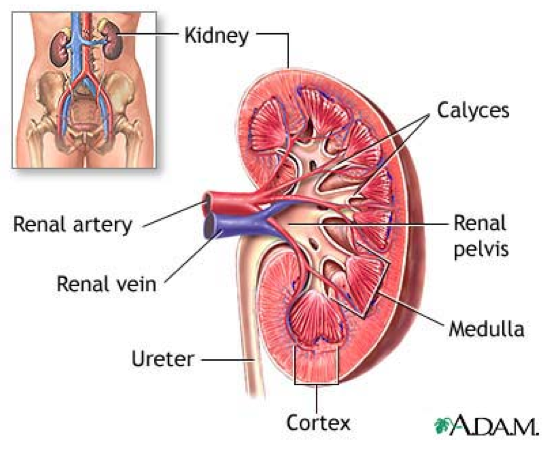 Kidney
Calyces
Renal artery
Renal
pelvis
Renal vein
Medulla
Ureter
Cortex
A.D.A.M.